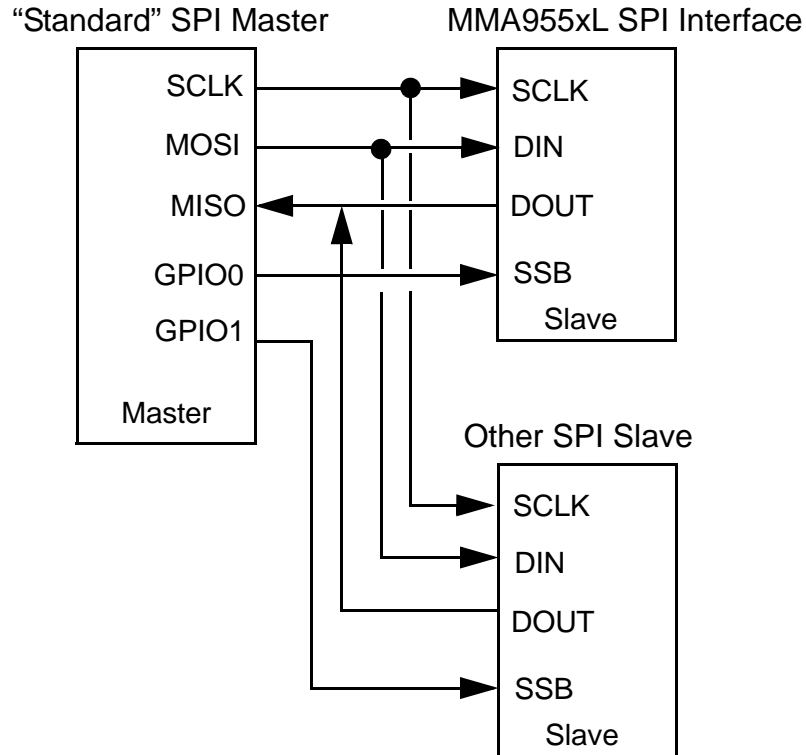 “Standard” SPI Master
MMA955xL SPI Interface
SCLK
MOSI
MISO
GPIO0
GPIO1
Master
SCLK
DIN
DOUT
SSB
Slave
Other SPI Slave
SCLK
DIN
DOUT
SSB
Slave